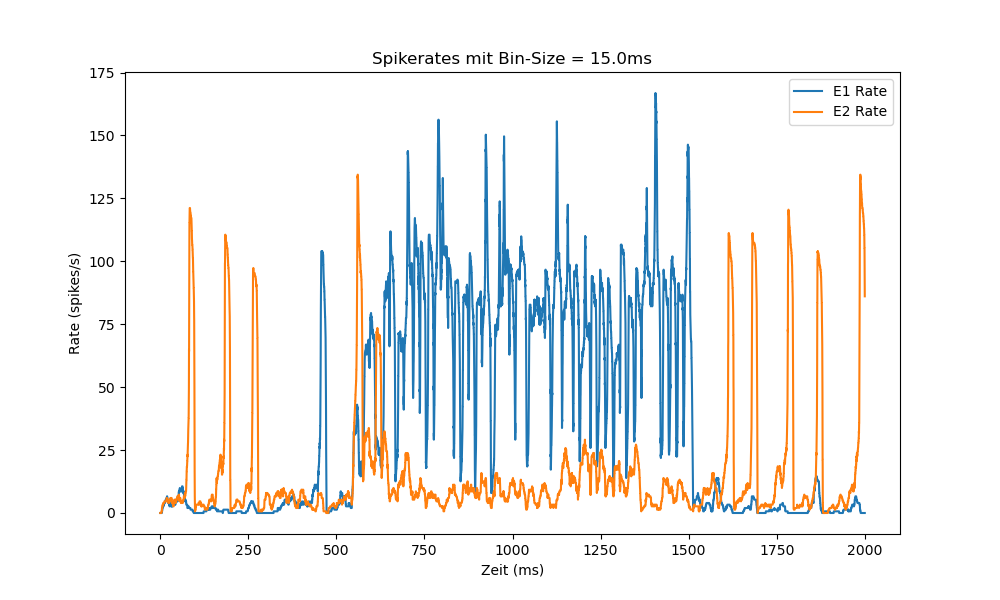 Spikerates mit Bin-Size = 15.0ms
E1 Rate
E2 Rate
Rate (spikes/s)
175
150
125
100
75
50
25
0
0 250 500 750 1000 1250 1500 1750 2000
Zeit (ms)